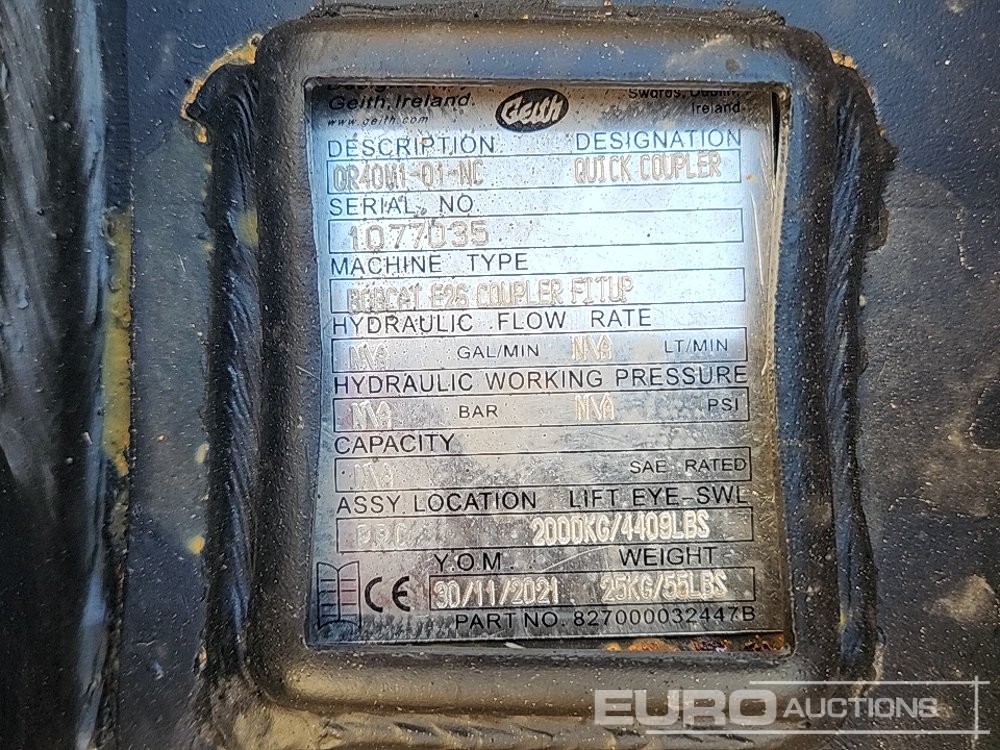 Geith, Ireland.
www.geith.com
Geith
Swords, Dublin,
Ireland
DESCRIPTION DESIGNATION
QR40M1-01-NC QUICK COUPLER
SERIAL NO
1077035
MACHINE TYPE
BOBCAT E26 COUPLER FITUP
HYDRAULIC FLOW RATE
N\A GAL/MIN N\A LT/MIN
HYDRAULIC WORKING PRESSURE
N\A BAR N\A PSI
CAPACITY
N\A SAE RATED
ASSY LOCATION LIFT EYE-SWL
P.R.C 2000KG/4409LBS
Y.O.M. WEIGHT
CE 30/11/2021 25KG/55LBS
PART NO. 827000032447B
EURO AUCTIONS